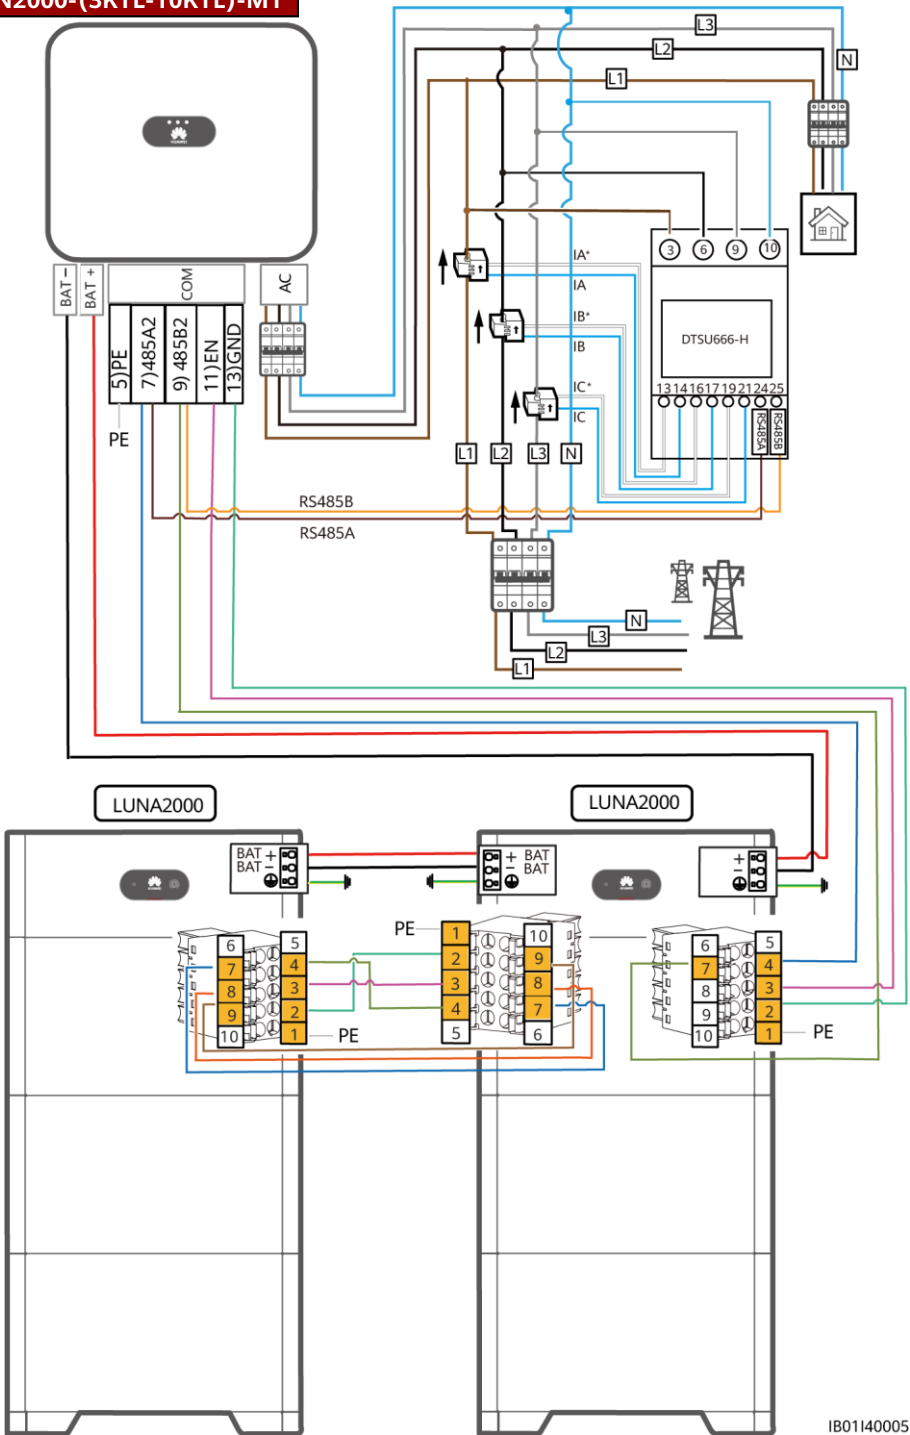 N2000-(3KTL-10KTL)-M1
L3
L2
N
L1
HUAWEI
BAT −
BAT +
COM
AC
5)PE
7)485A2
9) 485B2
11)EN
13)GND
PE
3
6
9
10
IA*
IA
IB*
IB
IC*
IC
DTSU666-H
13 14 16 17 19 21 24 25
RS485A
RS485B
L1
L2
L3
N
RS485B
RS485A
N
L3
L2
L1
LUNA2000
LUNA2000
BAT +
BAT −
+ BAT
− BAT
+
−
PE
6
7
8
9
10
5
4
3
2
1
PE
1
2
3
4
5
10
9
8
7
6
6
7
8
9
10
5
4
3
2
1
PE
IB01I40005